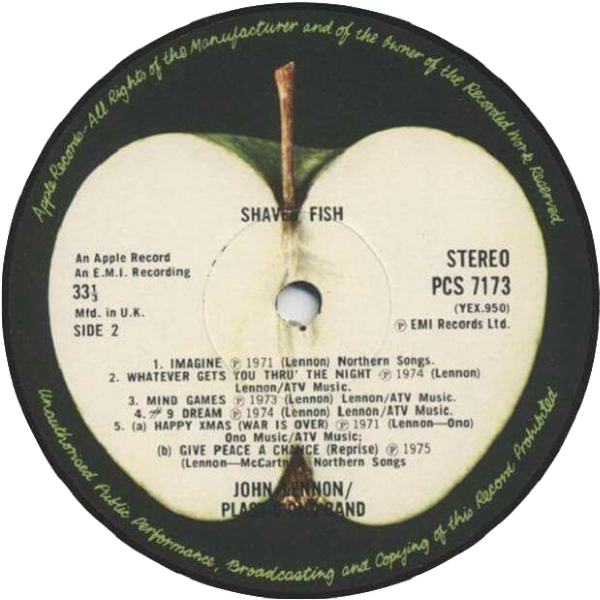 Apple Records-All Rights of the Manufacturer and of the Owner of the Recorded Work Reserved
SHAVED FISH
An Apple Record
An E.M.I. Recording
33⅓
Mfd. in U.K.
SIDE 2
STEREO
PCS 7173
(YEX.950)
℗ EMI Records Ltd.
1. IMAGINE ℗ 1971 (Lennon) Northern Songs.
2. WHATEVER GETS YOU THRU' THE NIGHT ℗ 1974 (Lennon)
Lennon/ATV Music.
3. MIND GAMES ℗ 1973 (Lennon) Lennon/ATV Music.
4. # 9 DREAM ℗ 1974 (Lennon) Lennon/ATV Music.
5. (a) HAPPY XMAS (WAR IS OVER) ℗ 1971 (Lennon—Ono)
Ono Music/ATV Music;
(b) GIVE PEACE A CHANCE (Reprise) ℗ 1975
(Lennon—McCartney) Northern Songs
JOHN LENNON/
PLASTIC ONO BAND
Unauthorised Public Performance, Broadcasting and Copying of this Record Prohibited